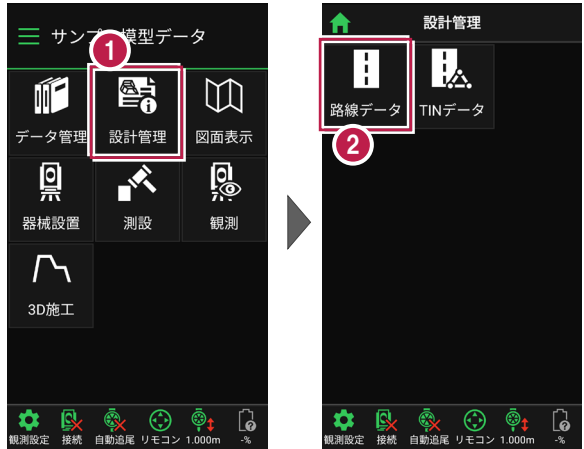 サンプ 模型データ
1
データ管理 設計管理 図面表示
器械設置 測設 観測
3D施工
観測設定 接続 自動追尾 リモコン 1.000m -%
設計管理
路線データ TINデータ
2
観測設定 接続 自動追尾 リモコン 1.000m -%